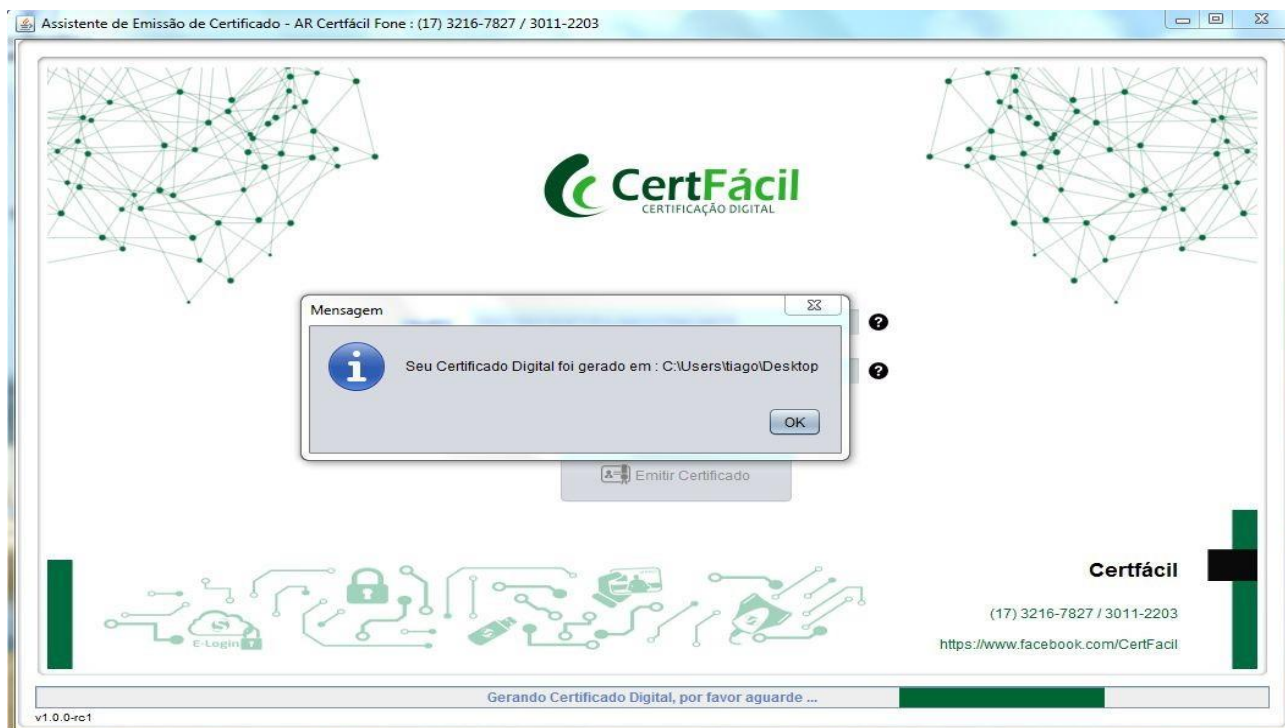 Assistente de Emissão de Certificado - AR Certfácil Fone : (17) 3216-7827 / 3011-2203
CertFácil
CERTIFICAÇÃO DIGITAL
Mensagem
?
Seu Certificado Digital foi gerado em : C:\Users\tiago\Desktop
?
OK
Emitir Certificado
Certfácil
(17) 3216-7827 / 3011-2203
E-Login
https://www.facebook.com/CertFacil
Gerando Certificado Digital, por favor aguarde ...
v1.0.0-rc1